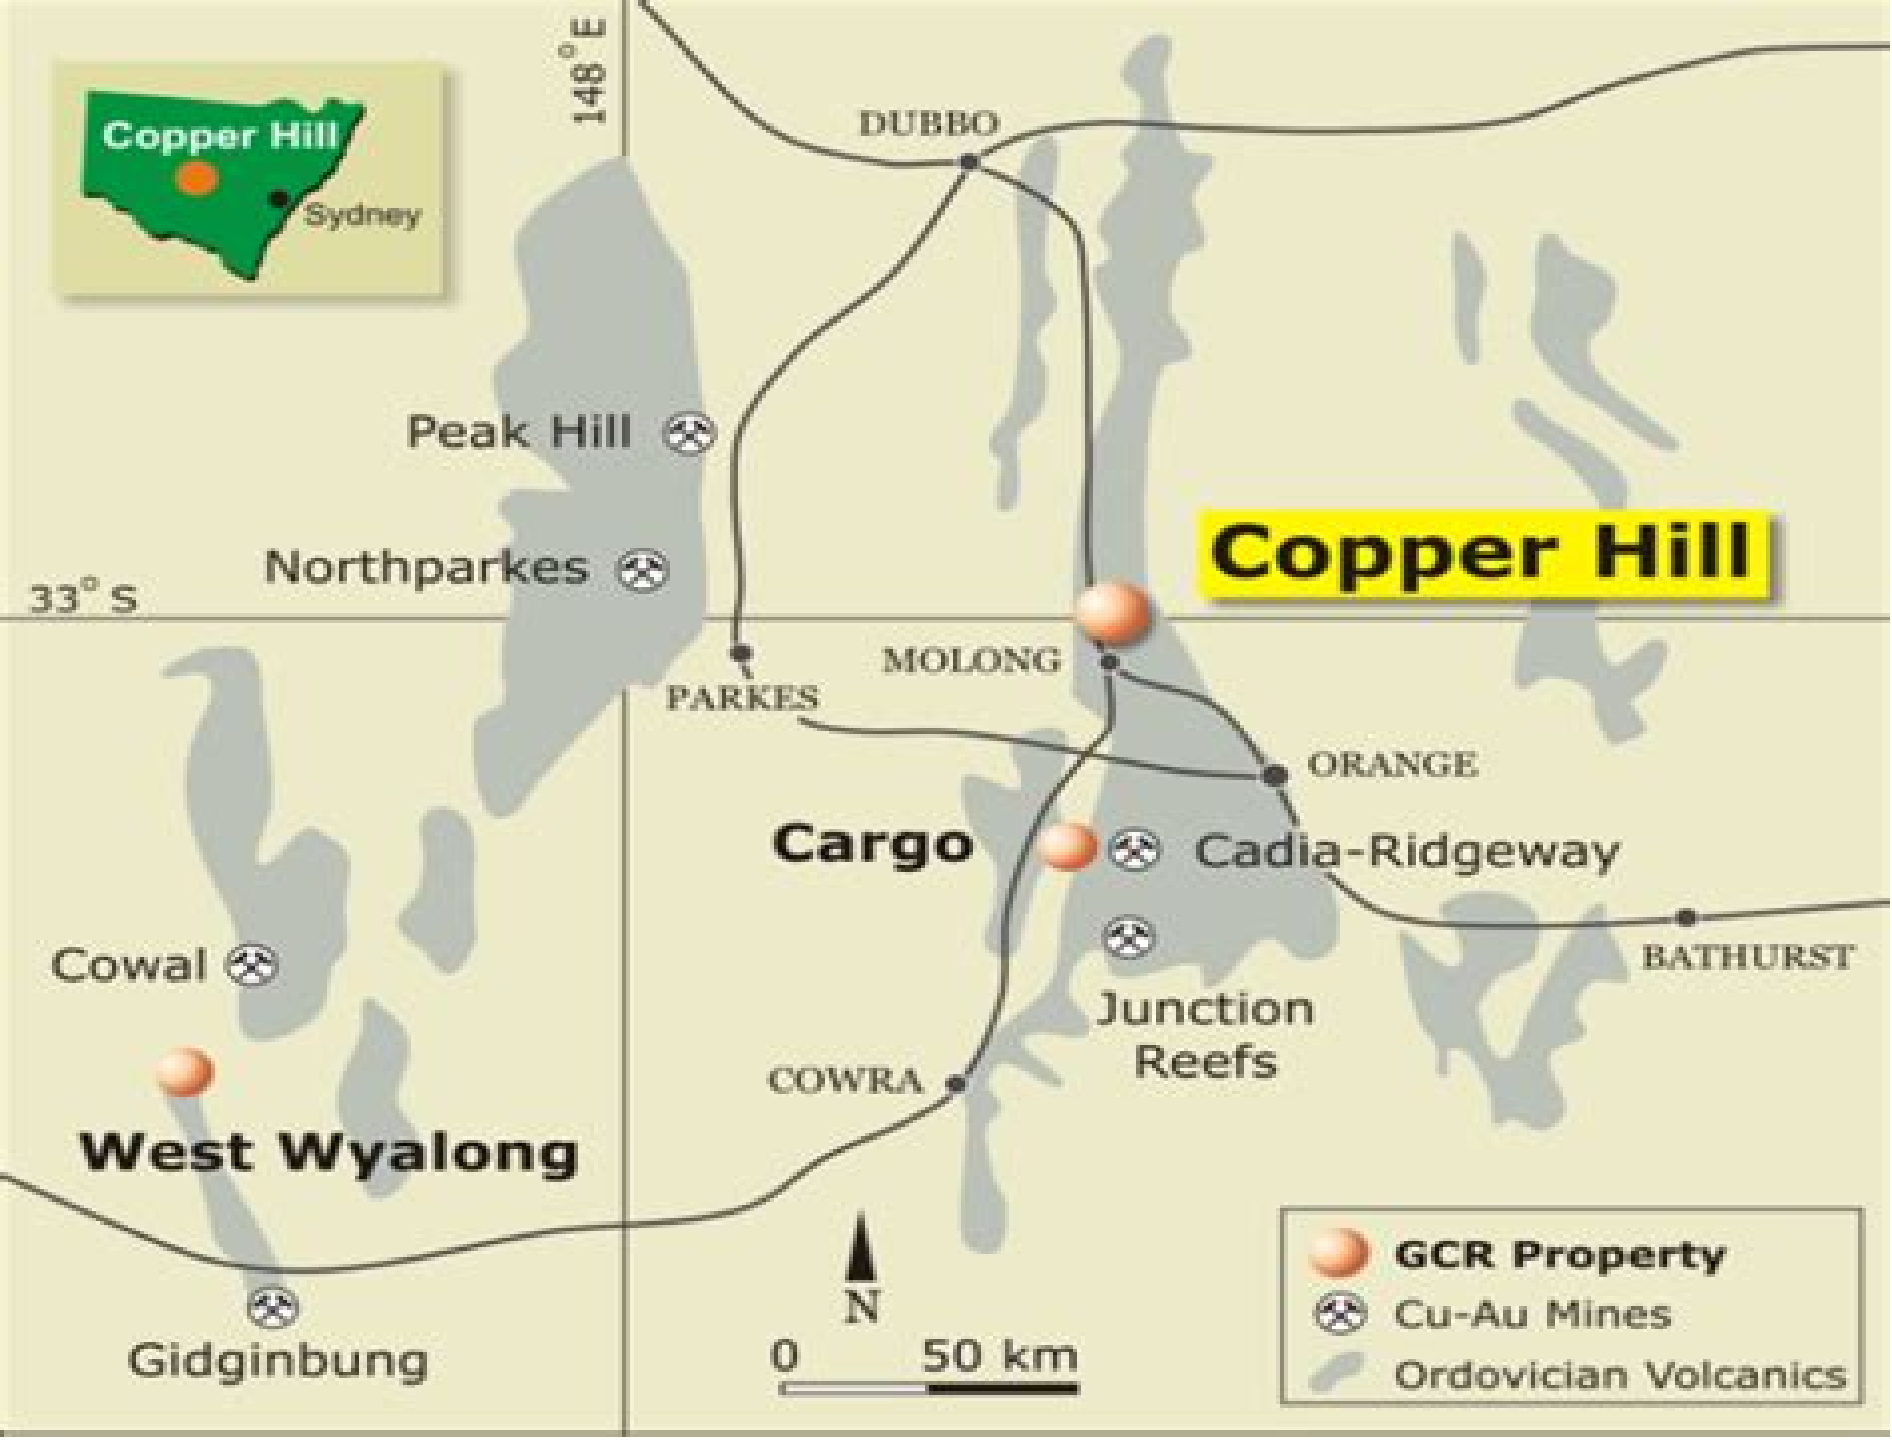 148° E
Copper Hill
Sydney
DUBBO
Peak Hill
Copper Hill
Northparkes
33° S
MOLONG
PARKES
ORANGE
Cargo
Cadia-Ridgeway
BATHURST
Cowal
Junction
Reefs
COWRA
West Wyalong
N
GCR Property
Cu-Au Mines
Ordovician Volcanics
Gidginbung
0 50 km